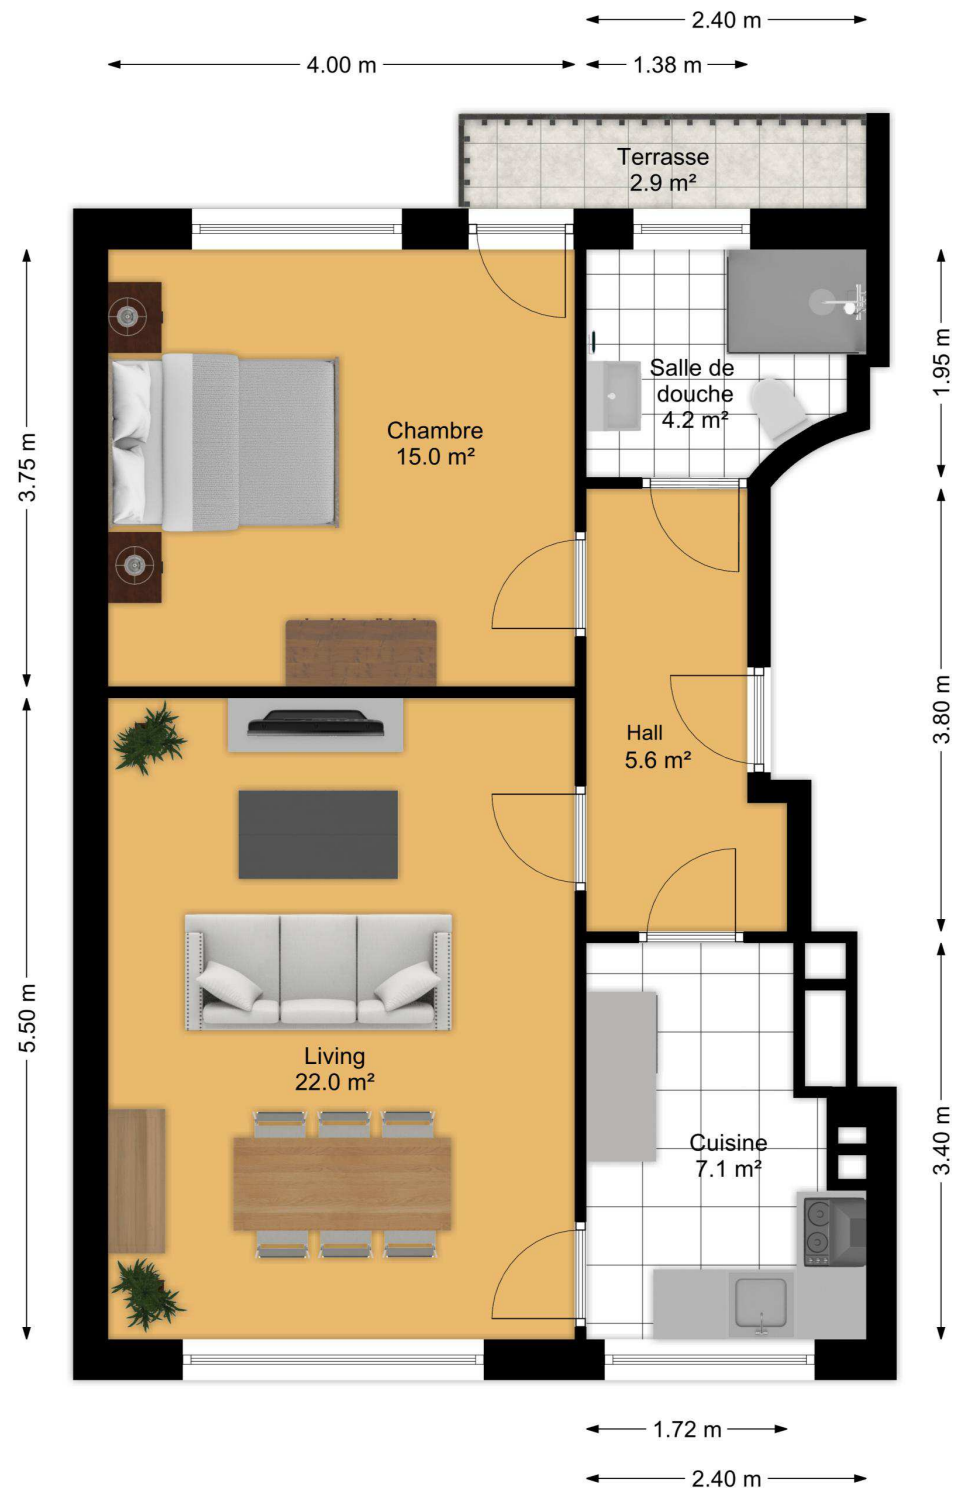 2.40 m
4.00 m
1.38 m
Terrasse
2.9 m²
3.75 m
1.95 m
Salle de
douche
4.2 m²
Chambre
15.0 m²
3.80 m
Hall
5.6 m²
5.50 m
Living
22.0 m²
Cuisine
7.1 m²
3.40 m
1.72 m
2.40 m